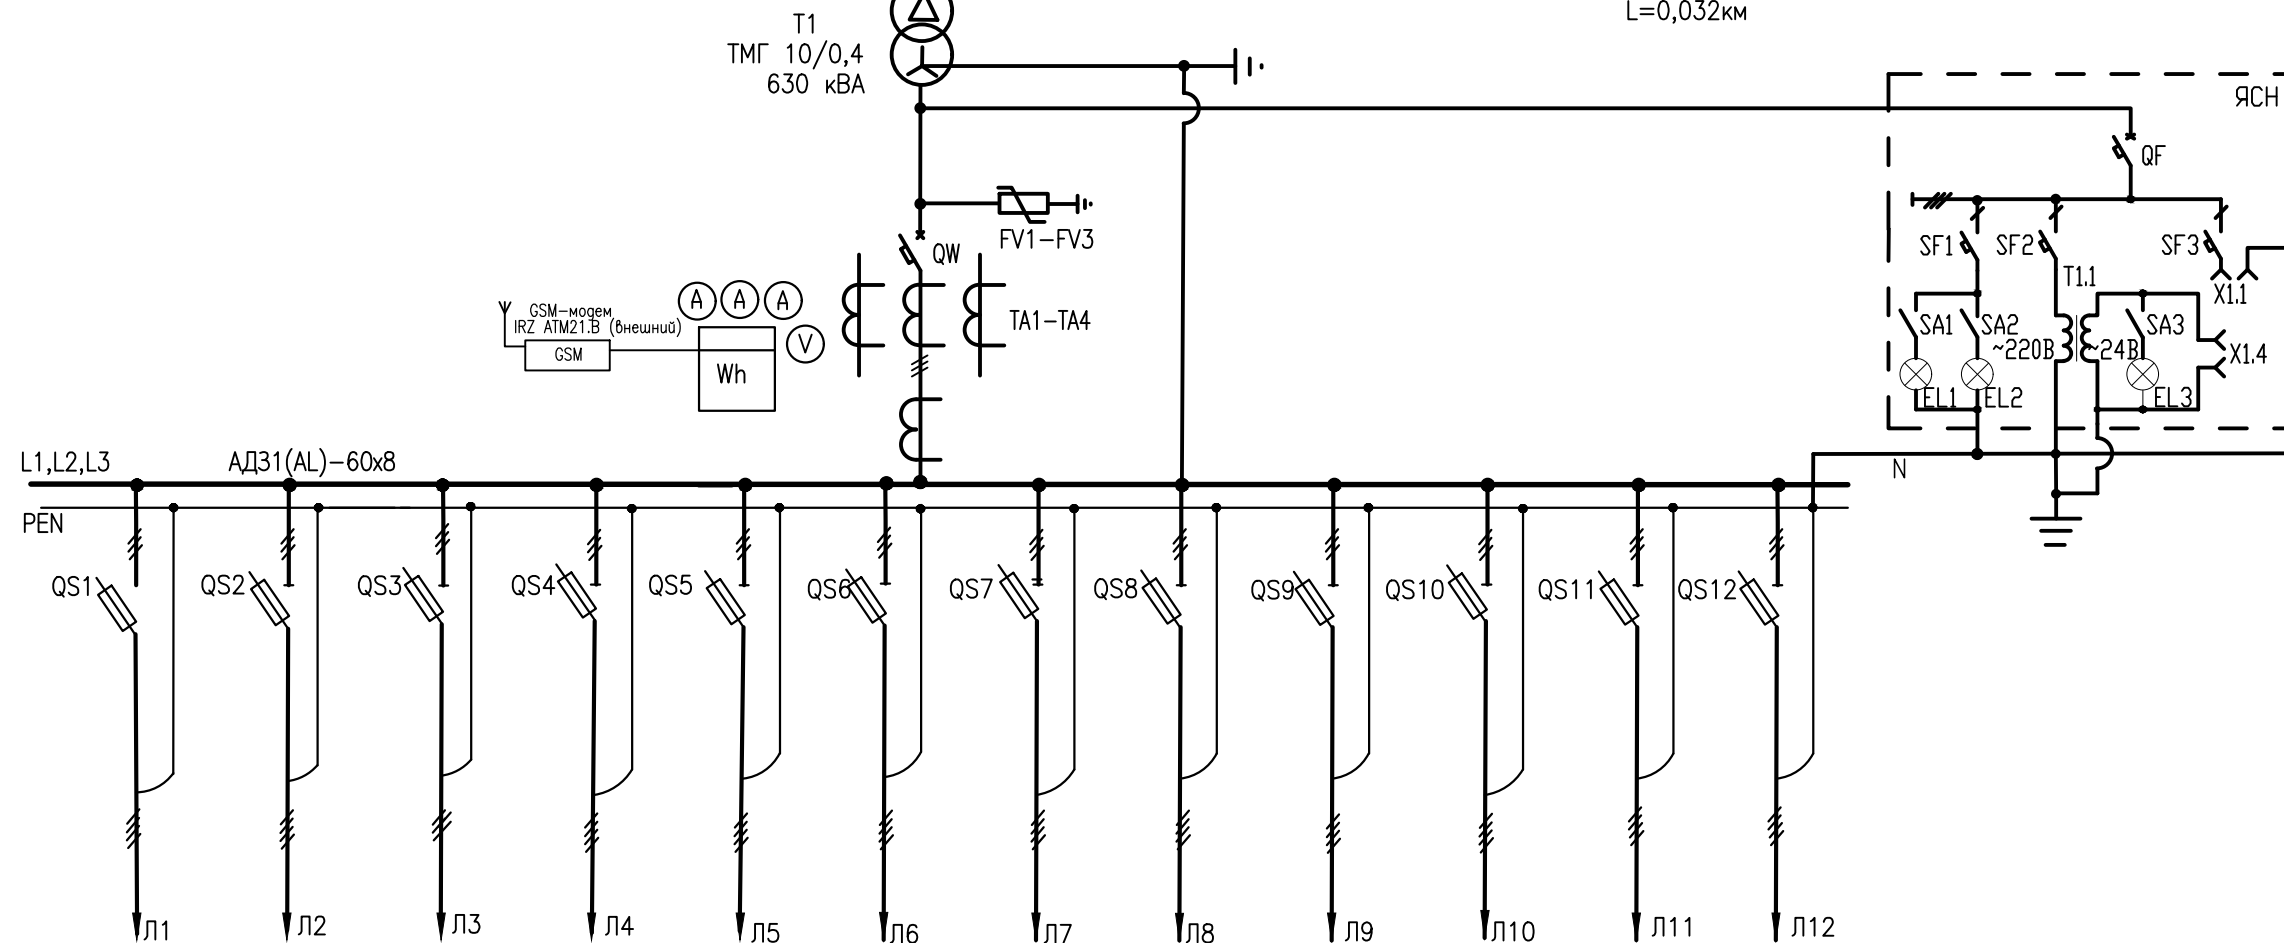 L=0,032км
Т1
ТМГ 10/0,4
630 кВА
ЯСН
QF
FV1-FV3
QW
SF1
SF2
SF3
Т1.1
X1.1
GSM-модем
IRZ ATM21.B (внешний)
GSM
A
A
A
V
Wh
TA1-TA4
SA1
SA2
~220В
~24В
SA3
X1.4
EL1
EL2
EL3
L1,L2,L3
АД31(AL)-60х8
N
PEN
QS1
QS2
QS3
QS4
QS5
QS6
QS7
QS8
QS9
QS10
QS11
QS12
Л1
Л2
Л3
Л4
Л5
Л6
Л7
Л8
Л9
Л10
Л11
Л12